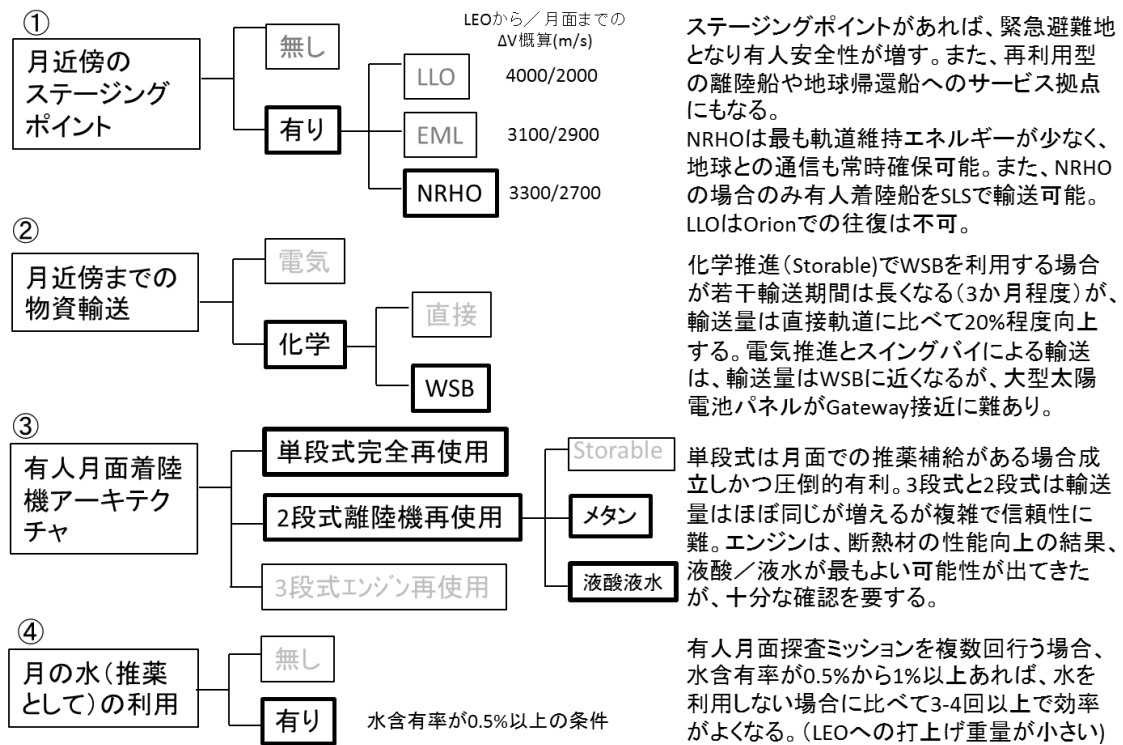 ①
月近傍の
ステージング
ポイント
無し
有り
LLO
EML
NRHO
LEOから／月面までの
ΔV概算(m/s)
4000/2000
3100/2900
3300/2700
ステージングポイントがあれば、緊急避難地
となり有人安全性が増す。また、再利用型
の離陸船や地球帰還船へのサービス拠点
にもなる。
NRHOは最も軌道維持エネルギーが少なく、
地球との通信も常時確保可能。また、NRHO
の場合のみ有人着陸船をSLSで輸送可能。
LLOはOrionでの往復は不可。
②
月近傍までの
物資輸送
電気
化学
直接
WSB
化学推進（Storable)でWSBを利用する場合
が若干輸送期間は長くなる（3か月程度）が、
輸送量は直接軌道に比べて20%程度向上
する。電気推進とスイングバイによる輸送
は、輸送量はWSBに近くなるが、大型太陽
電池パネルがGateway接近に難あり。
③
有人月面着陸
機アーキテク
チャ
単段式完全再使用
2段式離陸機再使用
3段式エンジン再使用
Storable
メタン
液酸液水
単段式は月面での推薬補給がある場合成
立しかつ圧倒的有利。3段式と2段式は輸送
量はほぼ同じが増えるが複雑で信頼性に
難。エンジンは、断熱材の性能向上の結果、
液酸／液水が最もよい可能性が出てきた
が、十分な確認を要する。
④
月の水（推薬
として）の利用
無し
有り
水含有率が0.5%以上の条件
有人月面探査ミッションを複数回行う場合、
水含有率が0.5%から1%以上あれば、水を
利用しない場合に比べて3-4回以上で効率
がよくなる。（LEOへの打上げ重量が小さい)